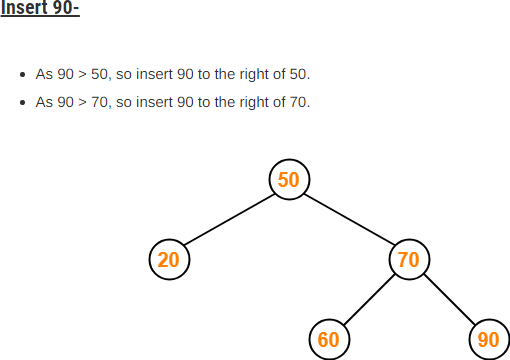 Insert 90-
• As 90 > 50, so insert 90 to the right of 50.
• As 90 > 70, so insert 90 to the right of 70.
50
20
70
60
90